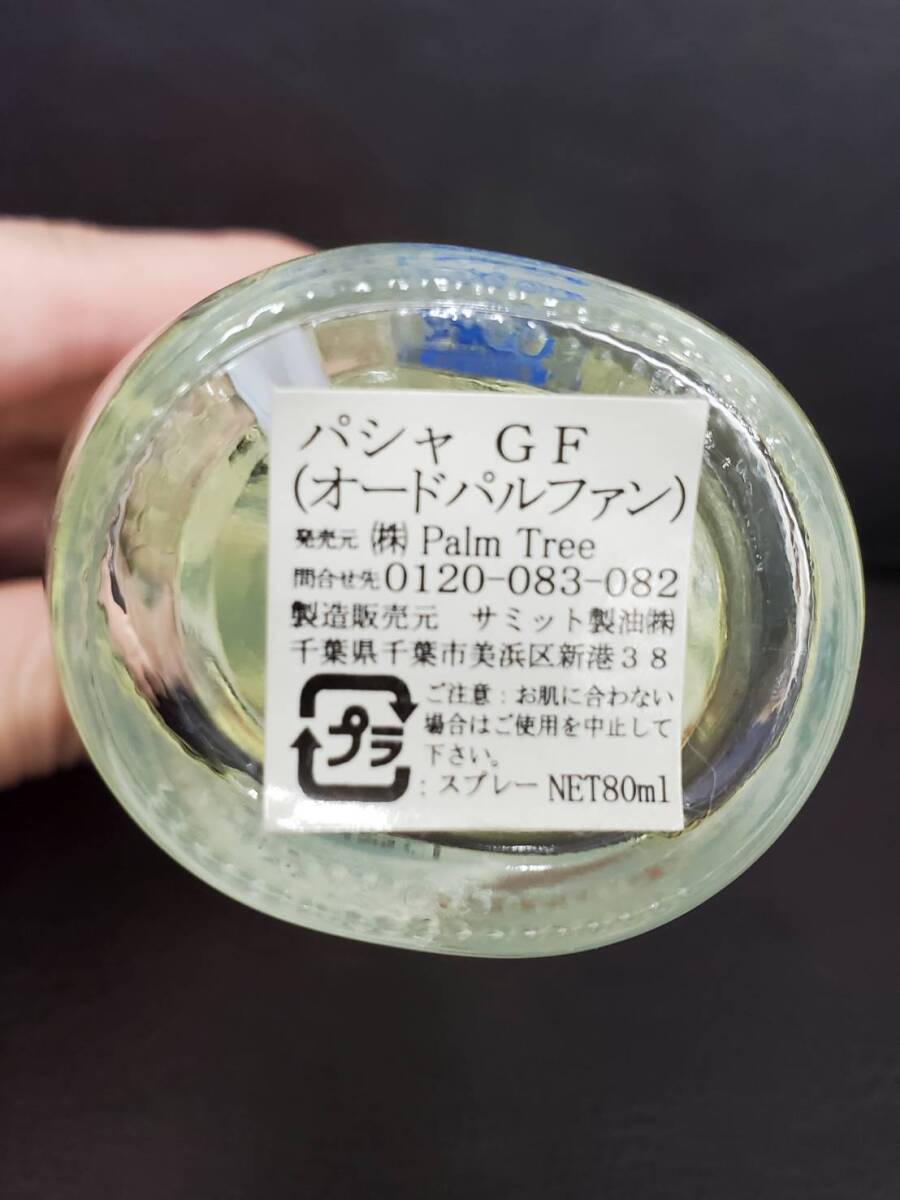 パシャ GF
(オードパルファン)
発売元 ㈱ Palm Tree
問合せ先 0120-083-082
製造販売元 サミット製油㈱
千葉県千葉市美浜区新港38
プラ
ご注意:お肌に合わない
場合はご使用を中止して
下さい。
:スプレー NET80ml